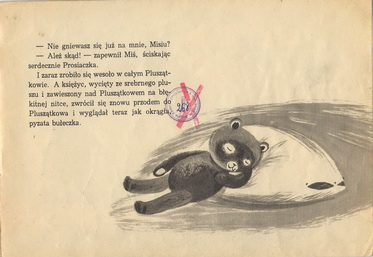 — Nie gniewasz się już na mnie, Misiu?
— Ależ skąd! — zapewnił Miś, ściskając
serdecznie Prosiaczka.
I zaraz zrobiło się wesoło w całym Plusząt-
kowie. A księżyc, wycięty ze srebrnego plu-
szu i zawieszony nad Pluszątkowem na błę-
kitnej nitce, zwrócił się znowu przodem do
Pluszątkowa i wyglądał teraz jak okrągła,
pyzata bułeczka.